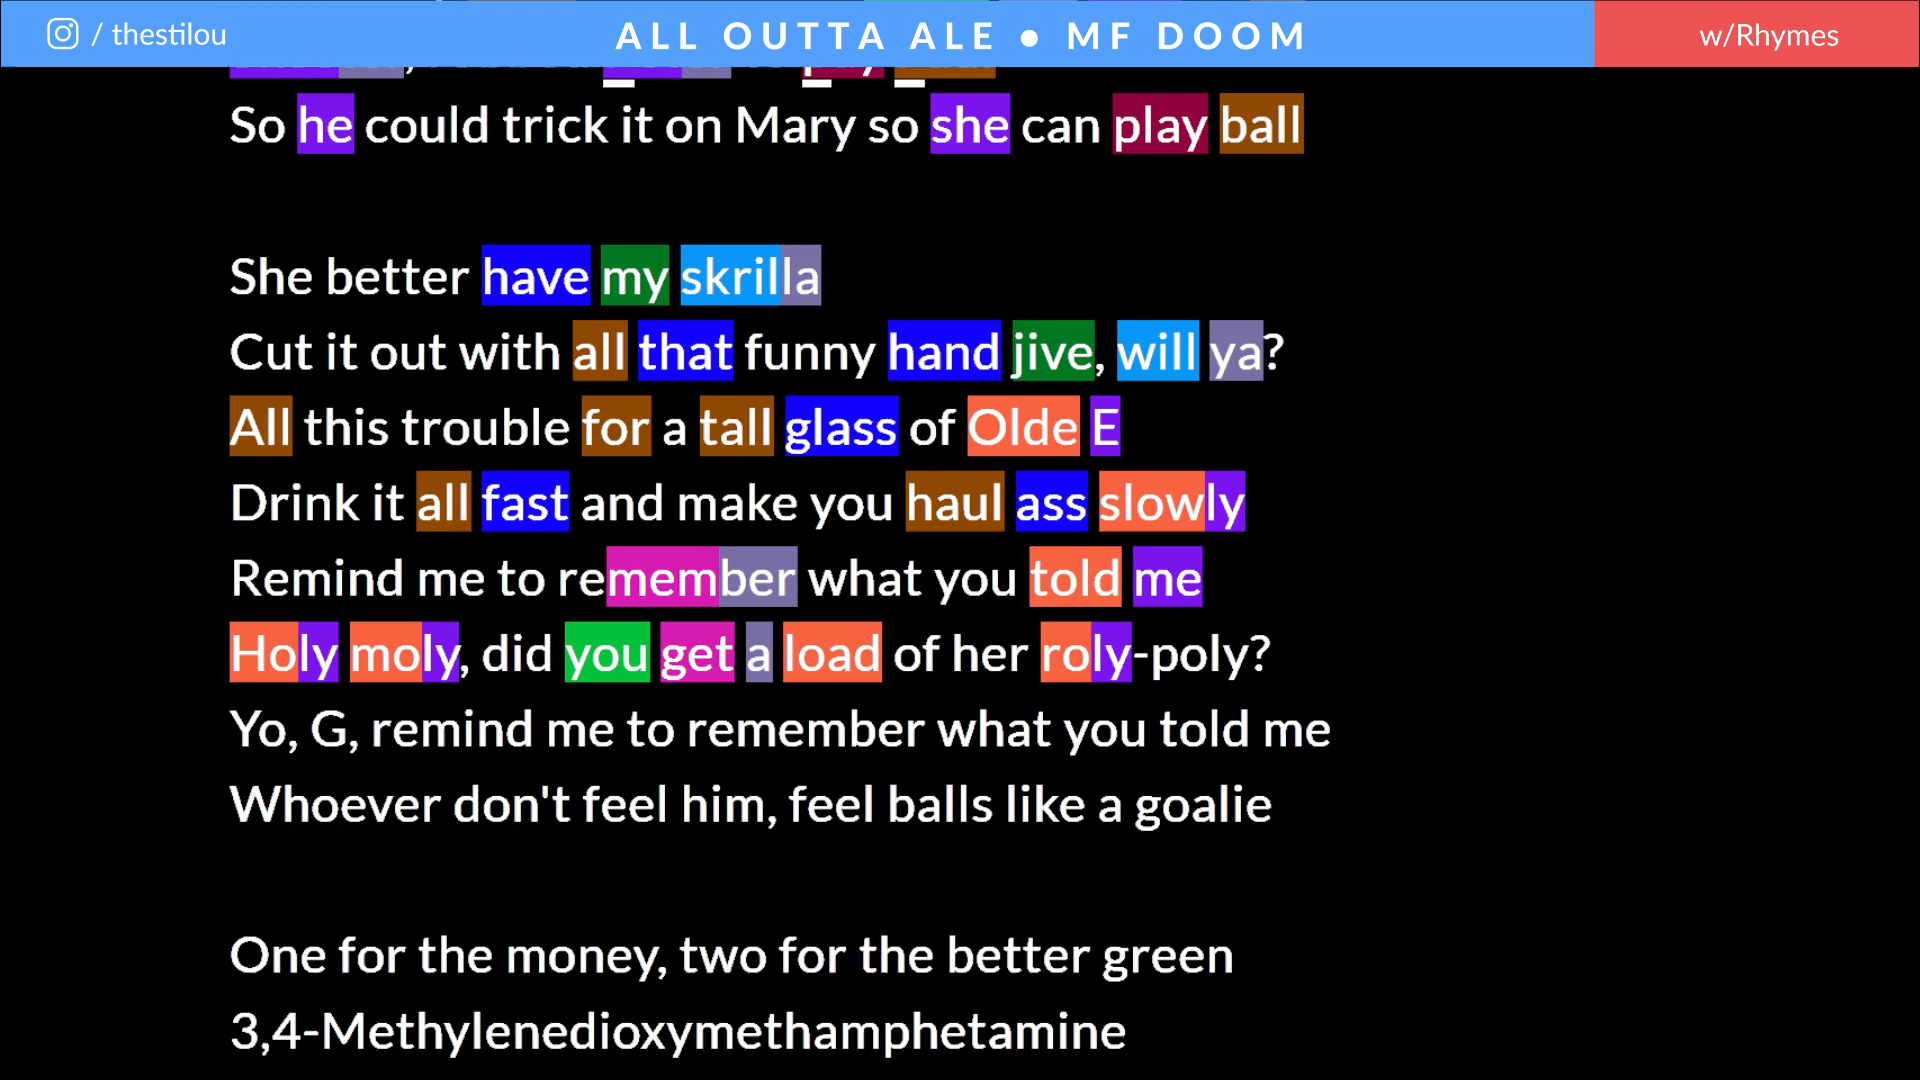 / thestilou
ALL OUTTA ALE ● MF DOOM
w/Rhymes
So he could trick it on Mary so she can play ball
She better have my skrilla
Cut it out with all that funny hand jive, will ya?
All this trouble for a tall glass of Olde E
Drink it all fast and make you haul ass slowly
Remind me to remember what you told me
Holy moly, did you get a load of her roly-poly?
Yo, G, remind me to remember what you told me
Whoever don't feel him, feel balls like a goalie
One for the money, two for the better green
3,4-Methylenedioxymethamphetamine